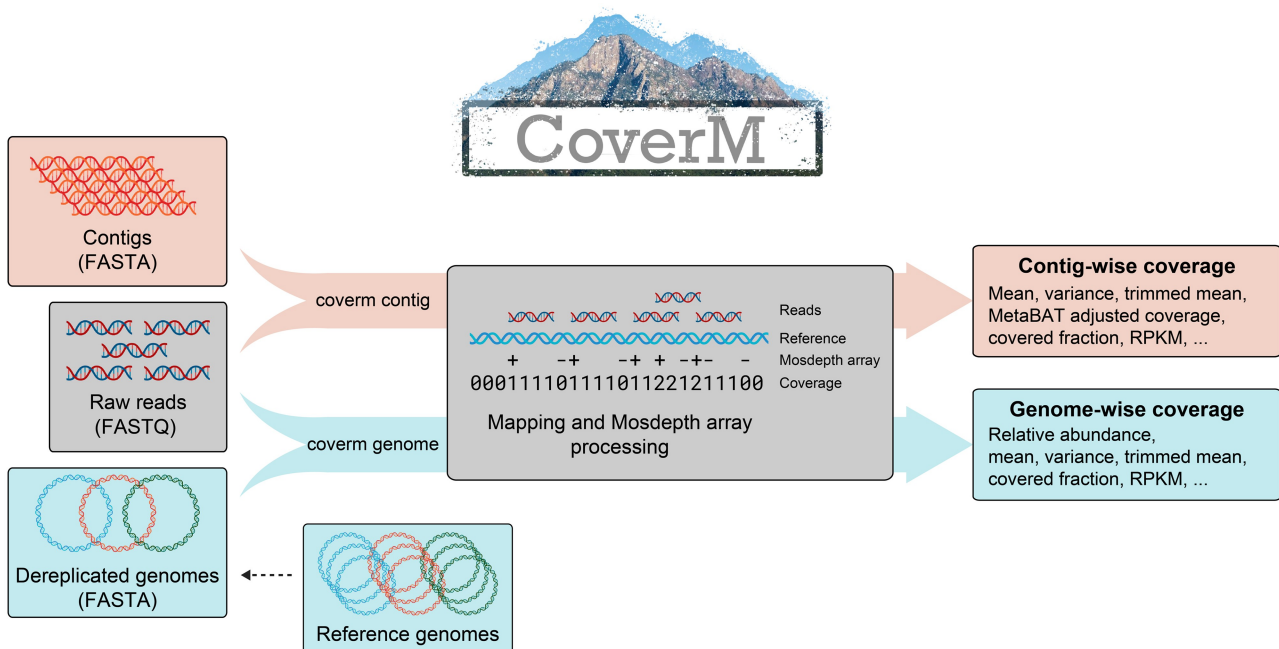 CoverM
Contigs
(FASTA)
Raw reads
(FASTQ)
Dereplicated genomes
(FASTA)
Reference genomes
coverm contig
coverm genome
Reads
Reference
+ −+ −+ + −+− − Mosdepth array
000111101111011221211100 Coverage
Mapping and Mosdepth array
processing
Contig-wise coverage
Mean, variance, trimmed mean,
MetaBAT adjusted coverage,
covered fraction, RPKM, ...
Genome-wise coverage
Relative abundance,
mean, variance, trimmed mean,
covered fraction, RPKM, ...